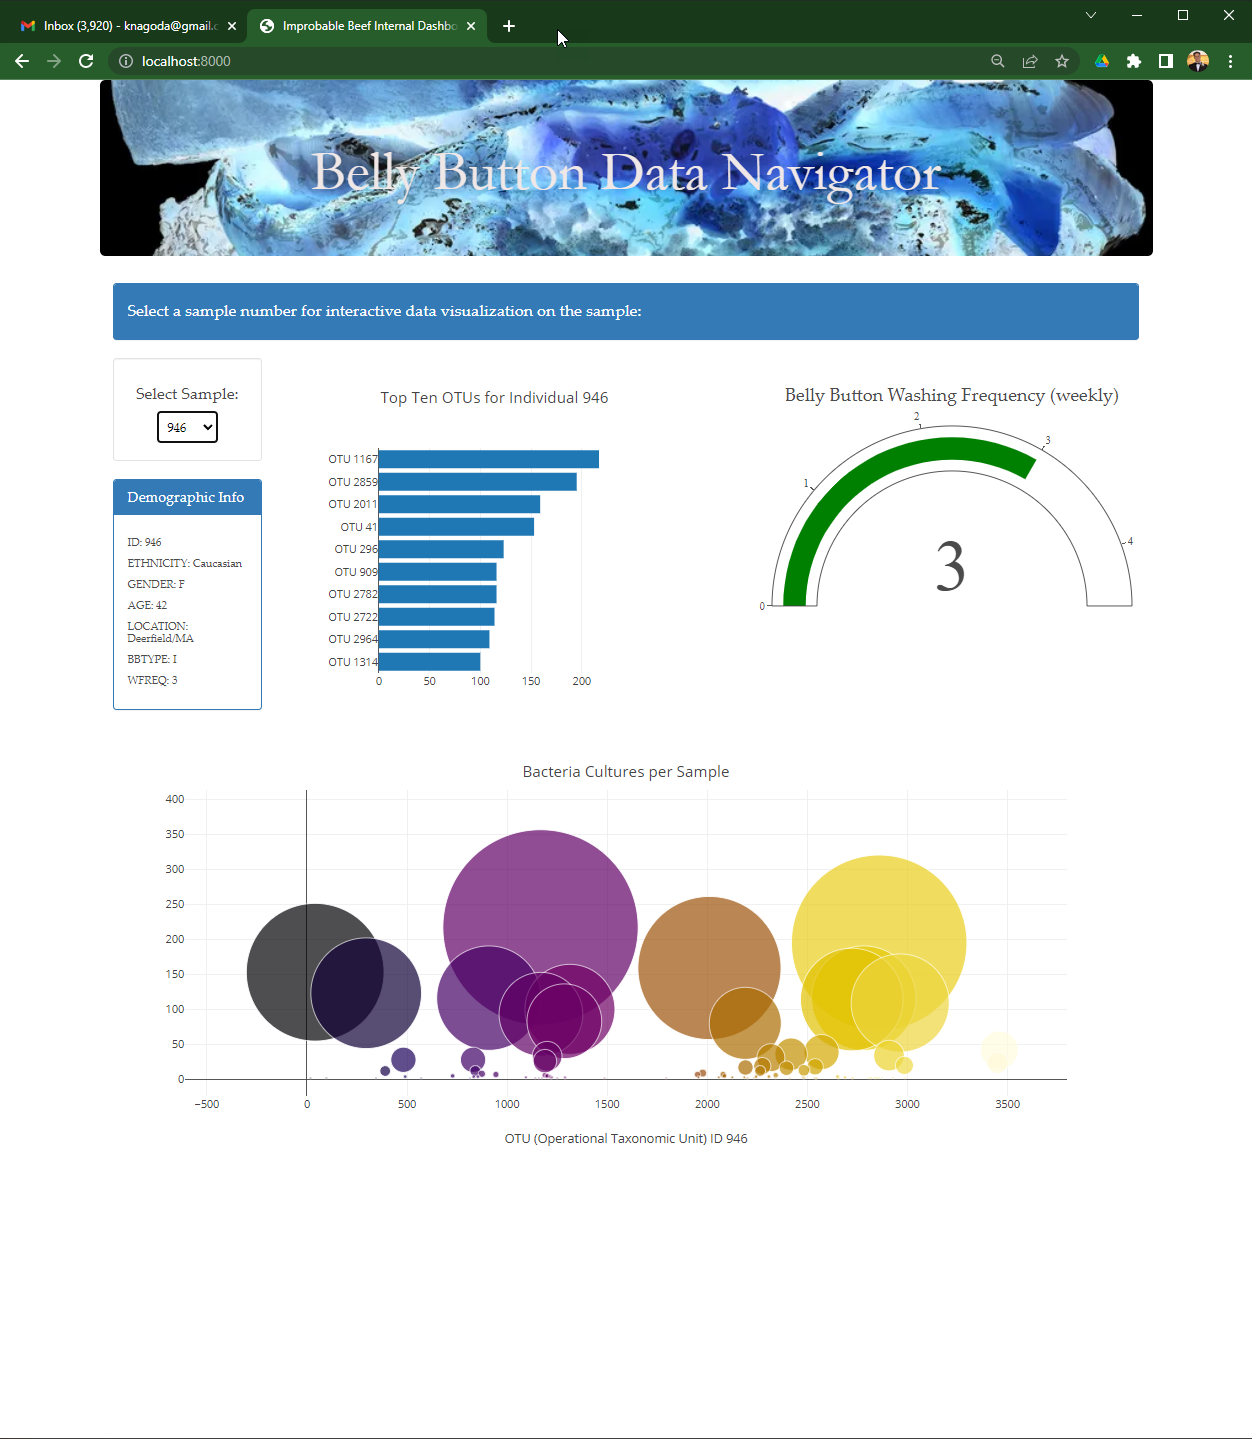 Inbox (3,920) - knagoda@gmail.c
Improbable Beef Internal Dashbo
localhost:8000
Belly Button Data Navigator
Select a sample number for interactive data visualization on the sample:
Select Sample:
946
Demographic Info
ID: 946
ETHNICITY: Caucasian
GENDER: F
AGE: 42
LOCATION:
Deerfield/MA
BBTYPE: I
WFREQ: 3
Top Ten OTUs for Individual 946
OTU 1167
OTU 2859
OTU 2011
OTU 41
OTU 296
OTU 909
OTU 2782
OTU 2722
OTU 2964
OTU 1314
0 50 100 150 200
Belly Button Washing Frequency (weekly)
0
1
2
3
4
3
Bacteria Cultures per Sample
400
350
300
250
200
150
100
50
0
−500 0 500 1000 1500 2000 2500 3000 3500
OTU (Operational Taxonomic Unit) ID 946